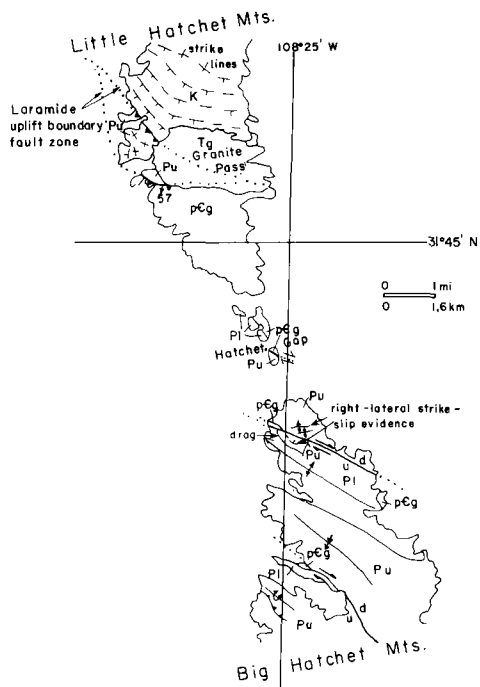 Little Hatchet Mts.
108°25' W
strike
lines
K
Laramide
uplift boundary
fault zone
Pu
Tg
Granite
Pass
Pu
57
p€g
31°45' N
0 1 mi
0 1.6 km
Pl
p€g
Hatchet Gap
Pu
Pu
p€g
right-lateral strike-
slip evidence
drag
Pu
u d
Pl
p€g
p€g
Pu
Pl
d
u
Pu
Big Hatchet Mts.